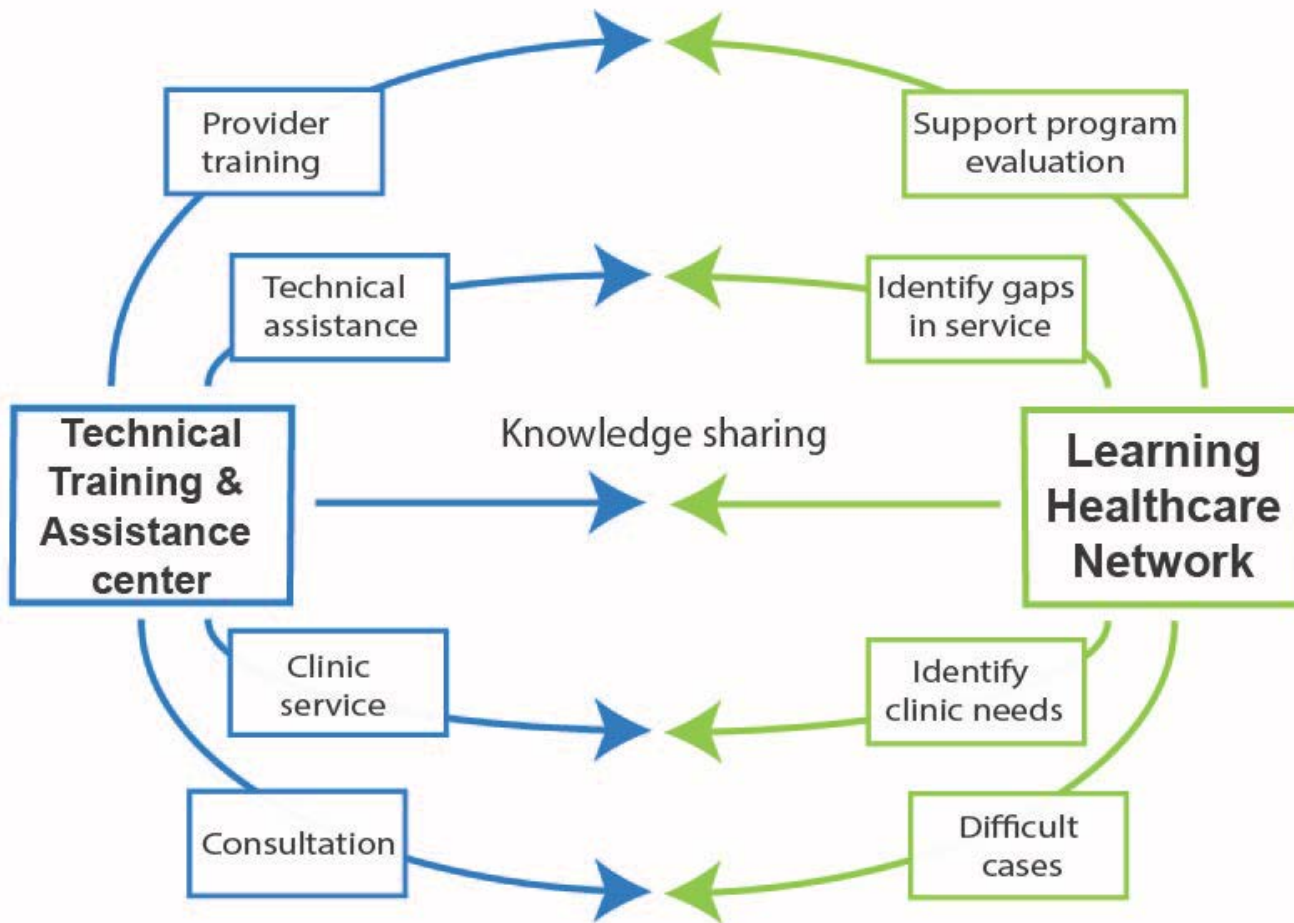 Provider
training
Support program
evaluation
Technical
assistance
Identify gaps
in service
Technical
Training &
Assistance
center
Knowledge sharing
Learning
Healthcare
Network
Clinic
service
Identify
clinic needs
Consultation
Difficult
cases